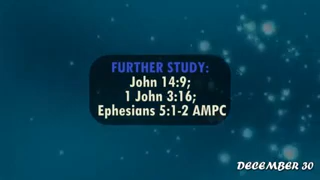 FURTHER STUDY:
John 14:9;
1 John 3:16;
Ephesians 5:1-2 AMPC
DECEMBER 30